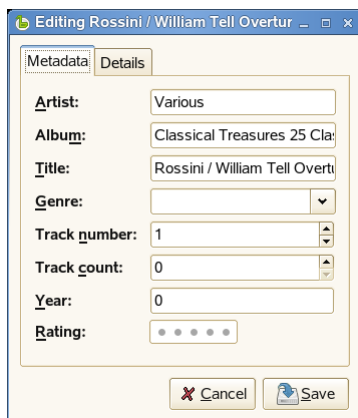 Editing Rossini / William Tell Overtur
Metadata Details
Artist: Various
Album: Classical Treasures 25 Clas
Title: Rossini / William Tell Overt
Genre:
Track number: 1
Track count: 0
Year: 0
Rating:
Cancel Save